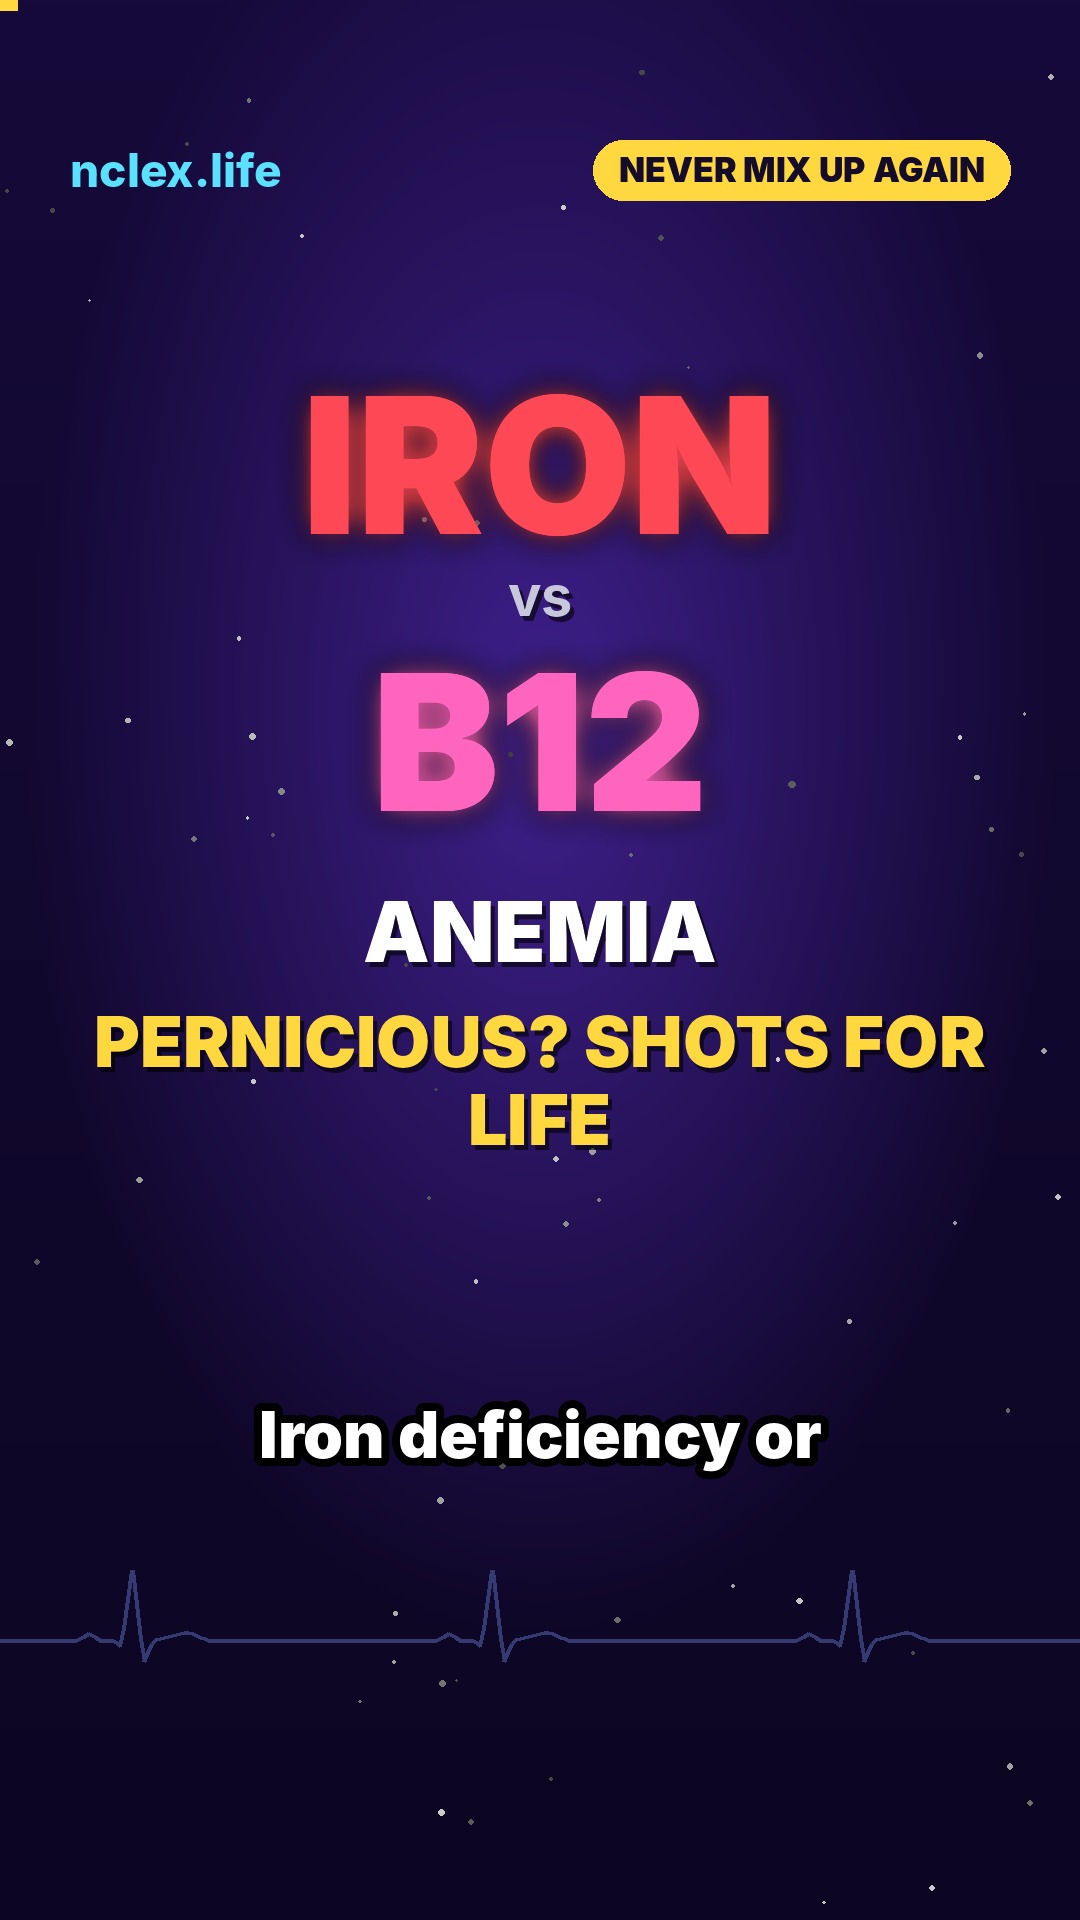 nclex.life
NEVER MIX UP AGAIN
IRON
VS
B12
ANEMIA
PERNICIOUS? SHOTS FOR
LIFE
Iron deficiency or